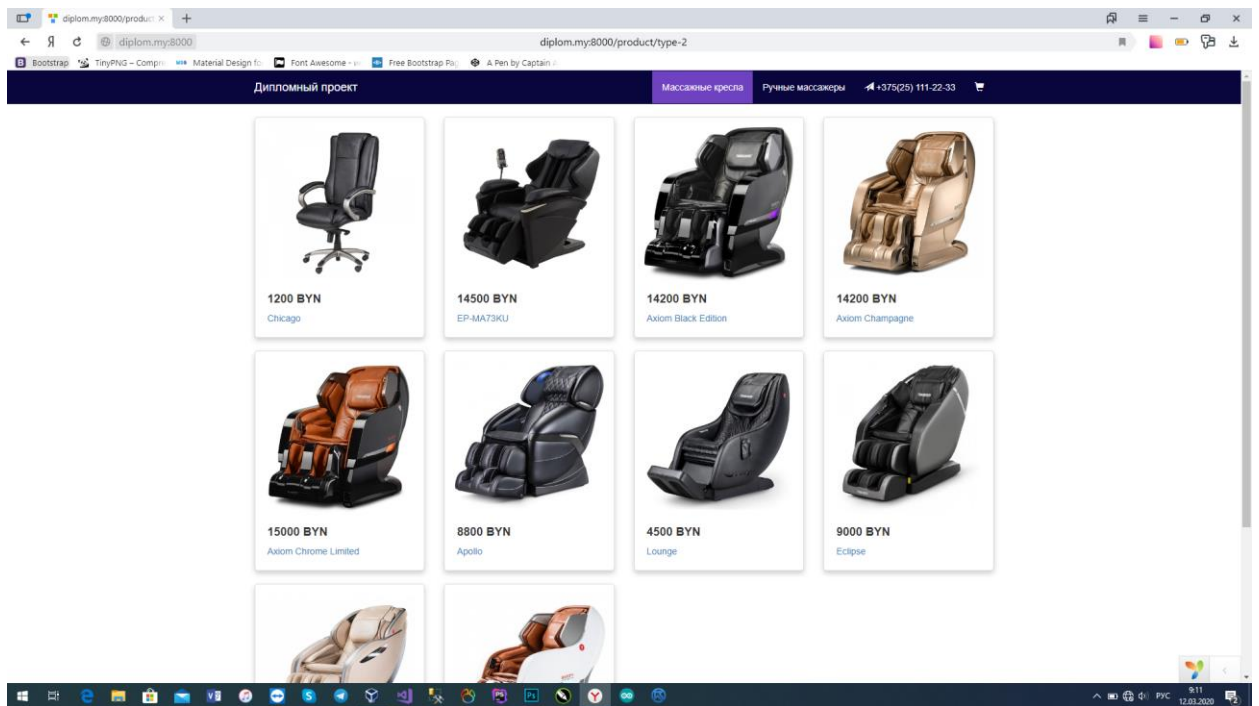 diplom.my:8000/produc
diplom.my:8000
diplom.my:8000/product/type-2
Bootstrap TinyPNG – Compre Material Design fo Font Awesome - Free Bootstrap Pag A Pen by Captain
Дипломный проект Массажные кресла Ручные массажеры +375(25) 111-22-33
1200 BYN 14500 BYN 14200 BYN 14200 BYN
Chicago EP-MA73KU Axiom Black Edition Axiom Champagne
15000 BYN 8800 BYN 4500 BYN 9000 BYN
Axiom Chrome Limited Apollo Lounge Eclipse
РУС
9:11
12.03.2020